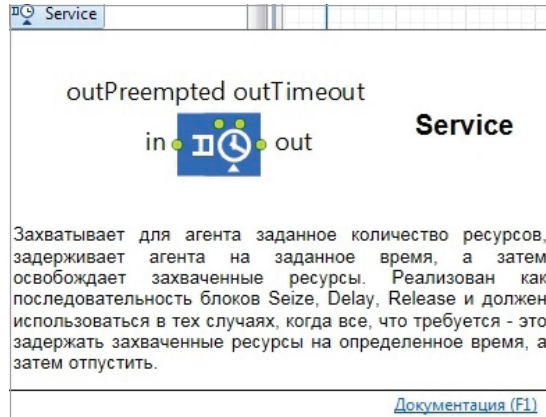 Service
outPreempted outTimeout
in out
Service
Захватывает для агента заданное количество ресурсов,
задерживает агента на заданное время, а затем
освобождает захваченные ресурсы. Реализован как
последовательность блоков Seize, Delay, Release и должен
использоваться в тех случаях, когда все, что требуется - это
задержать захваченные ресурсы на определенное время, а
затем отпустить.
Документация (F1)